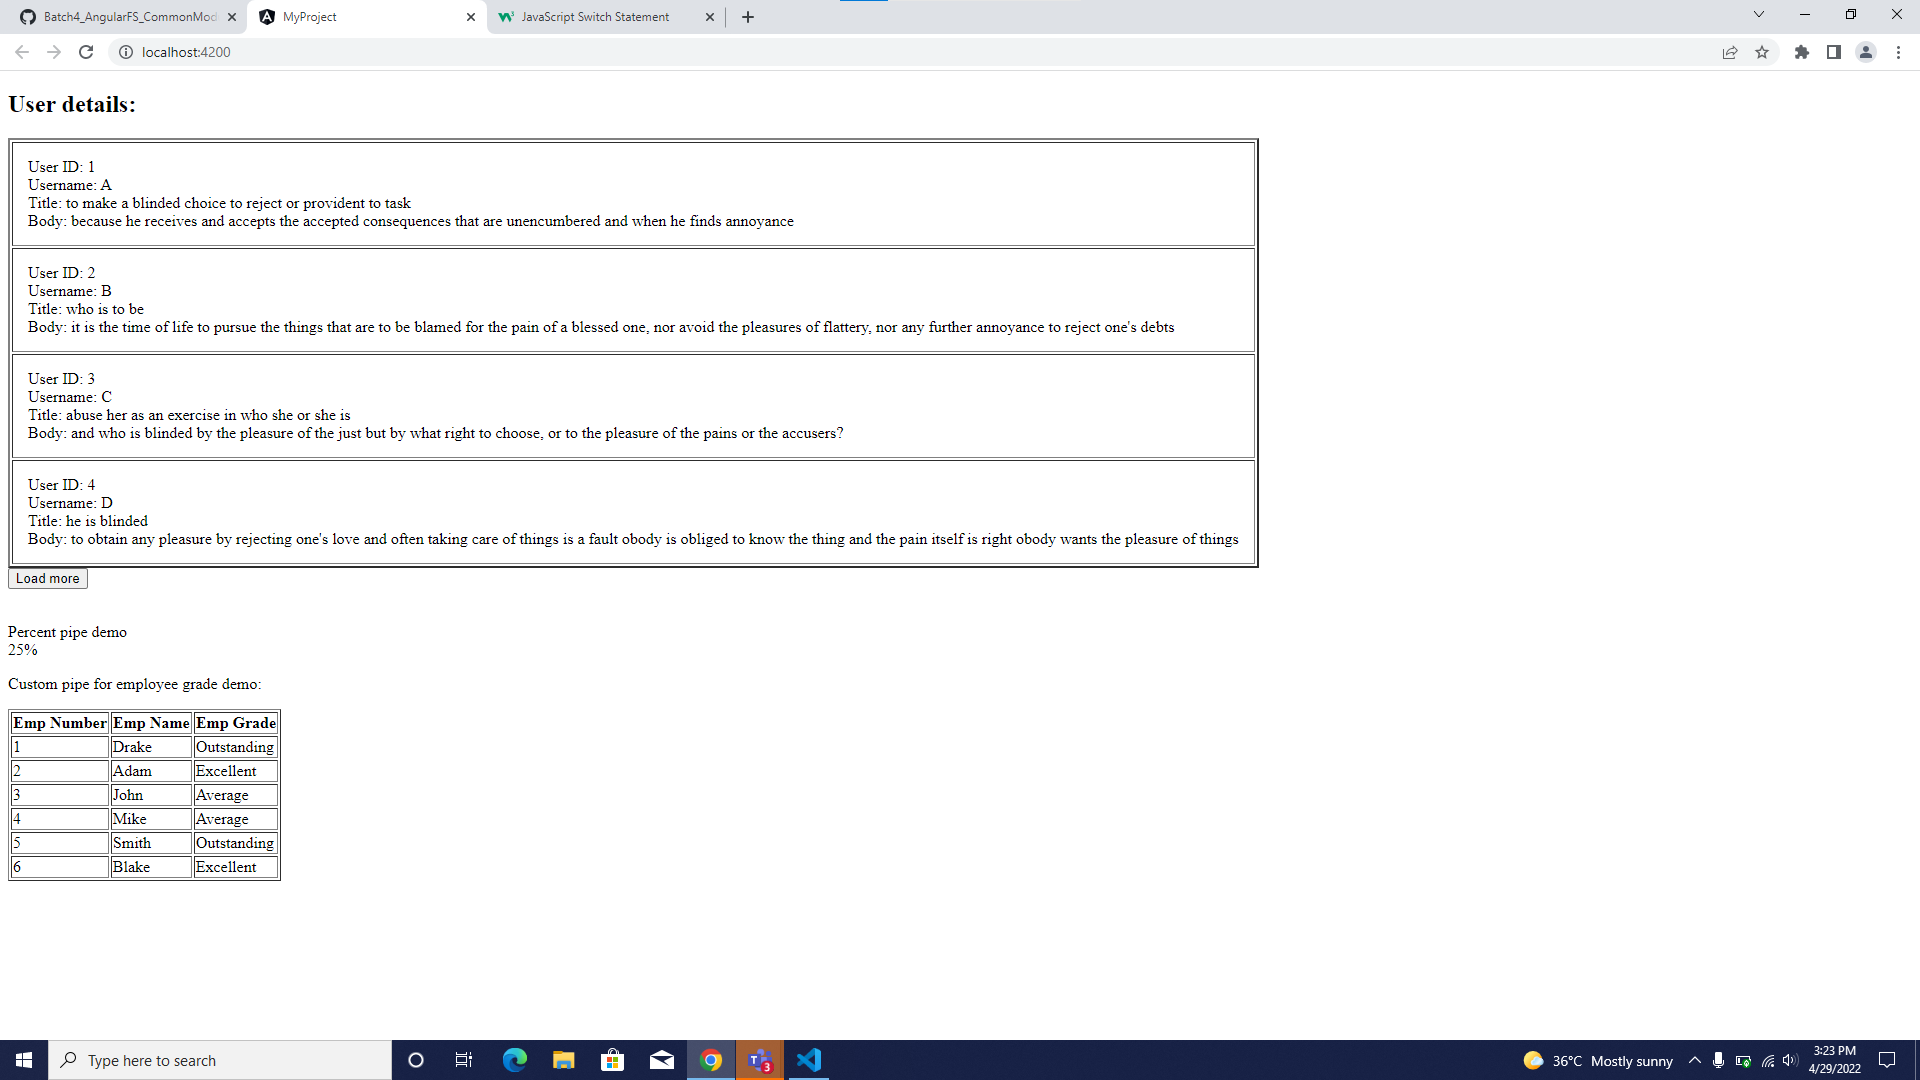 Batch4_AngularFS_CommonMod
MyProject
JavaScript Switch Statement
localhost:4200
User details:
User ID: 1
Username: A
Title: to make a blinded choice to reject or provident to task
Body: because he receives and accepts the accepted consequences that are unencumbered and when he finds annoyance
User ID: 2
Username: B
Title: who is to be
Body: it is the time of life to pursue the things that are to be blamed for the pain of a blessed one, nor avoid the pleasures of flattery, nor any further annoyance to reject one's debts
User ID: 3
Username: C
Title: abuse her as an exercise in who she or she is
Body: and who is blinded by the pleasure of the just but by what right to choose, or to the pleasure of the pains or the accusers?
User ID: 4
Username: D
Title: he is blinded
Body: to obtain any pleasure by rejecting one's love and often taking care of things is a fault obody is obliged to know the thing and the pain itself is right obody wants the pleasure of things
Load more
Percent pipe demo
25%
Custom pipe for employee grade demo:
Emp Number Emp Name Emp Grade
1 Drake Outstanding
2 Adam Excellent
3 John Average
4 Mike Average
5 Smith Outstanding
6 Blake Excellent
Type here to search
3
36°C Mostly sunny
3:23 PM
4/29/2022